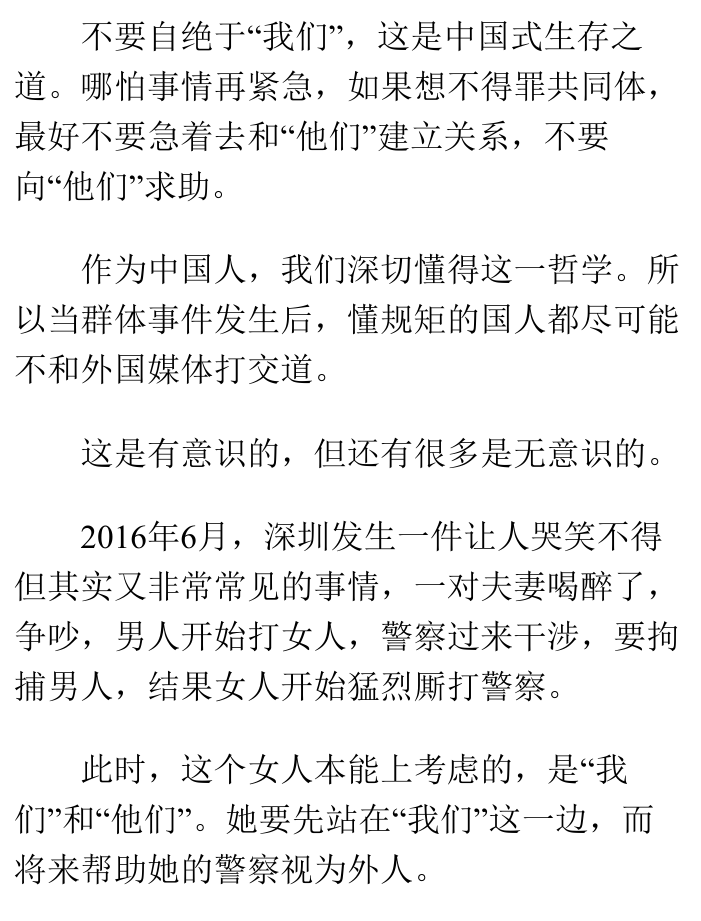 不要自绝于“我们”，这是中国式生存之
道。哪怕事情再紧急，如果想不得罪共同体，
最好不要急着去和“他们”建立关系，不要
向“他们”求助。
作为中国人，我们深切懂得这一哲学。所
以当群体事件发生后，懂规矩的国人都尽可能
不和外国媒体打交道。
这是有意识的，但还有很多是无意识的。
2016年6月，深圳发生一件让人哭笑不得
但其实又非常常见的事情，一对夫妻喝醉了，
争吵，男人开始打女人，警察过来干涉，要拘
捕男人，结果女人开始猛烈厮打警察。
此时，这个女人本能上考虑的，是“我
们”和“他们”。她要先站在“我们”这一边，而
将来帮助她的警察视为外人。